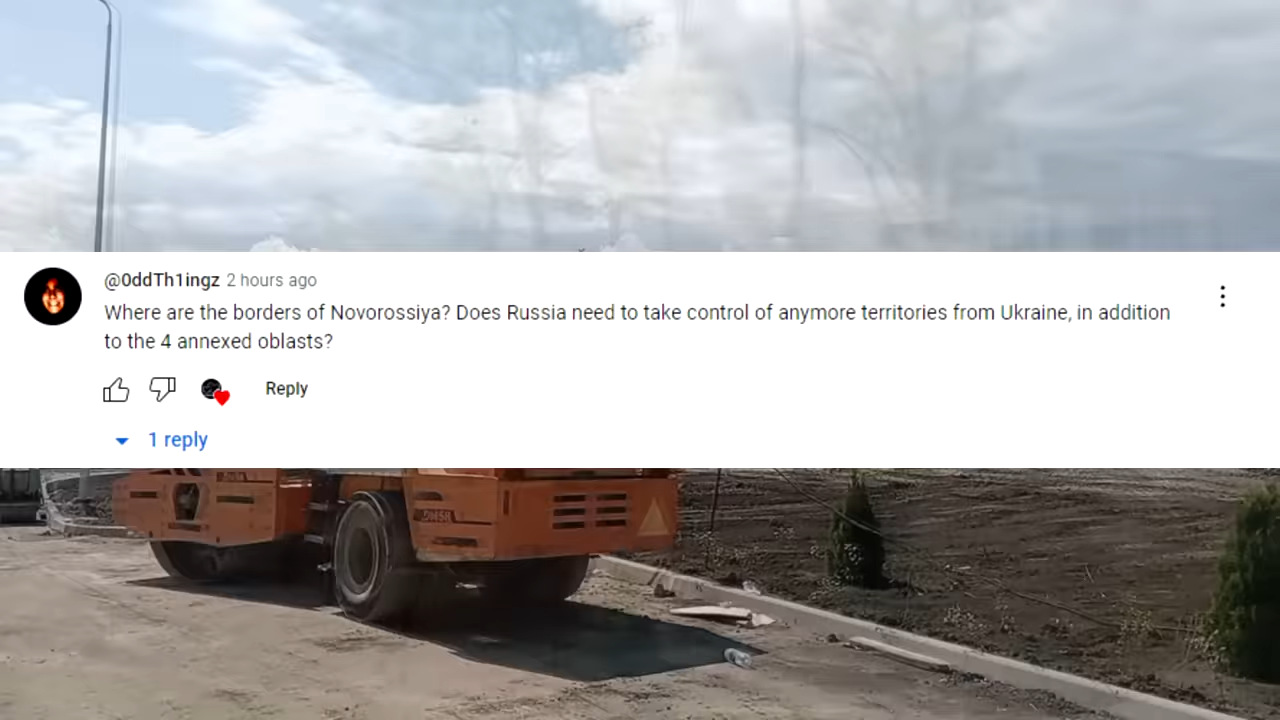 @0ddTh1ingz 2 hours ago
Where are the borders of Novorossiya? Does Russia need to take control of anymore territories from Ukraine, in addition
to the 4 annexed oblasts?
Reply
1 reply